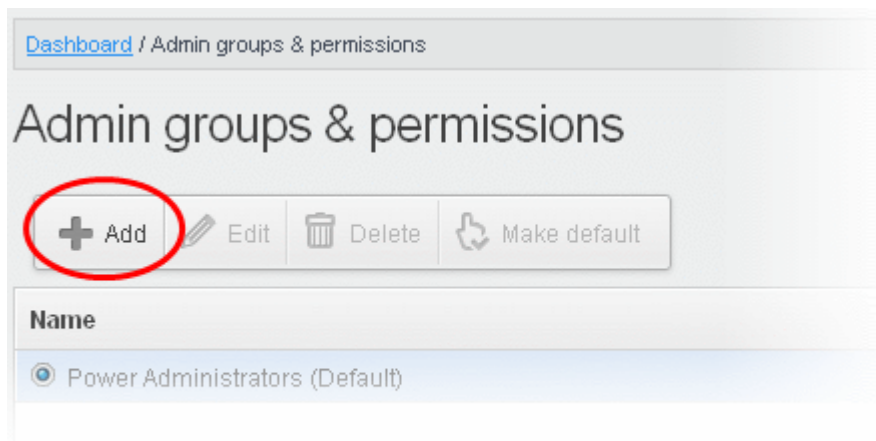 Dashboard / Admin groups & permissions
Admin groups & permissions
Add Edit Delete Make default
Name
Power Administrators (Default)